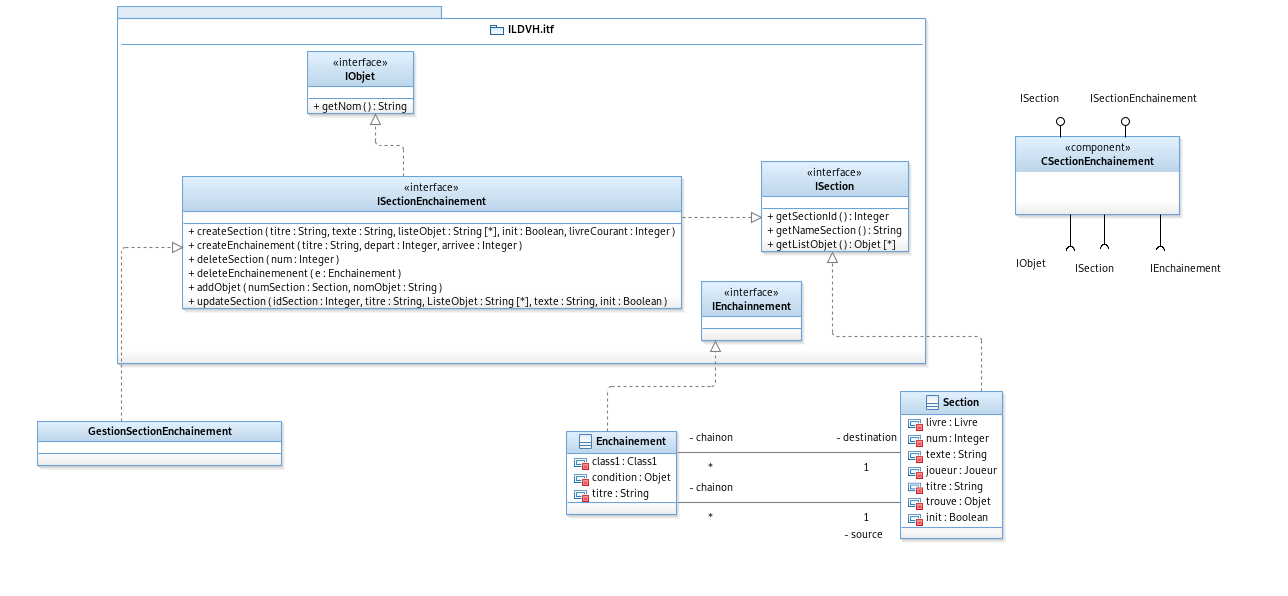 ILDVH.itf
«interface»
IObjet
+ getNom ( ) : String
«interface»
ISectionEnchainement
+ createSection ( titre : String, texte : String, listeObjet : String [*], init : Boolean, livreCourant : Integer )
+ createEnchainement ( titre : String, depart : Integer, arrivee : Integer )
+ deleteSection ( num : Integer )
+ deleteEnchainemenent ( e : Enchainement )
+ addObjet ( numSection : Section, nomObjet : String )
+ updateSection ( idSection : Integer, titre : String, ListeObjet : String [*], texte : String, init : Boolean )
«interface»
ISection
+ getSectionId ( ) : Integer
+ getNameSection ( ) : String
+ getListObjet ( ) : Objet [*]
«interface»
IEnchainnement
ISection
ISectionEnchainement
«component»
CSectionEnchainement
IObjet
ISection
IEnchainement
GestionSectionEnchainement
Enchainement
class1 : Class1
condition : Objet
titre : String
- chainon
- destination
*
1
- chainon
*
1
- source
Section
livre : Livre
num : Integer
texte : String
joueur : Joueur
titre : String
trouve : Objet
init : Boolean